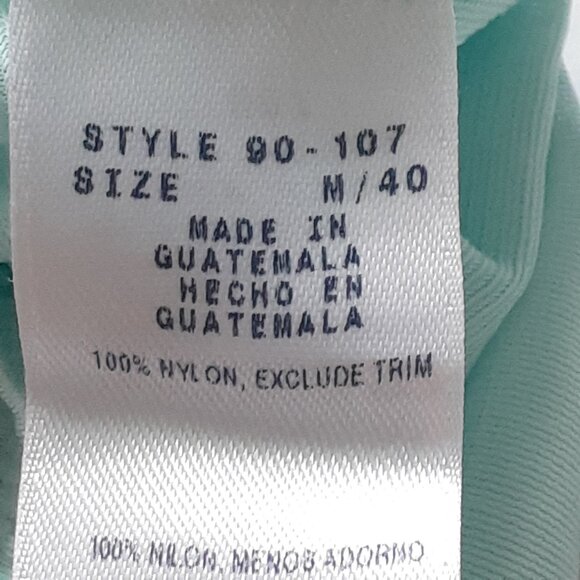 STYLE 90-107
SIZE M/40
MADE IN
GUATEMALA
HECHO EN
GUATEMALA
100% NYLON, EXCLUDE TRIM
100% NILON, MENOS ADORNO